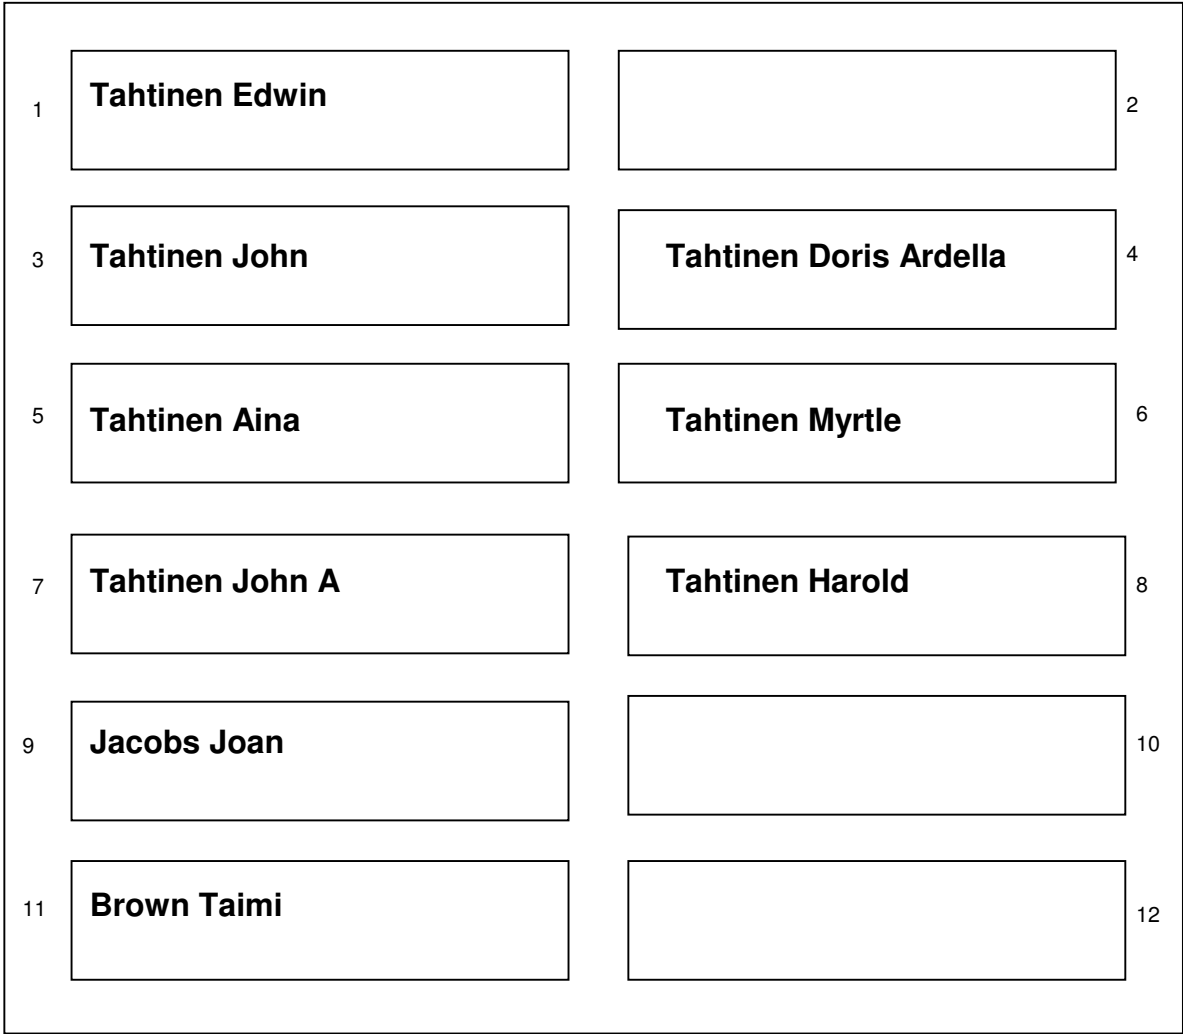 1 Tahtinen Edwin 2
3 Tahtinen John Tahtinen Doris Ardella 4
5 Tahtinen Aina Tahtinen Myrtle 6
7 Tahtinen John A Tahtinen Harold 8
9 Jacobs Joan 10
11 Brown Taimi 12